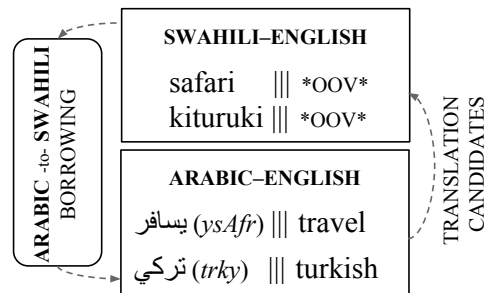 SWAHILI–ENGLISH
safari ||| *OOV*
kituruki ||| *OOV*
ARABIC–ENGLISH
يسافر (ysAfr) ||| travel
تركي (trky) ||| turkish
ARABIC -to- SWAHILI
BORROWING
TRANSLATION
CANDIDATES